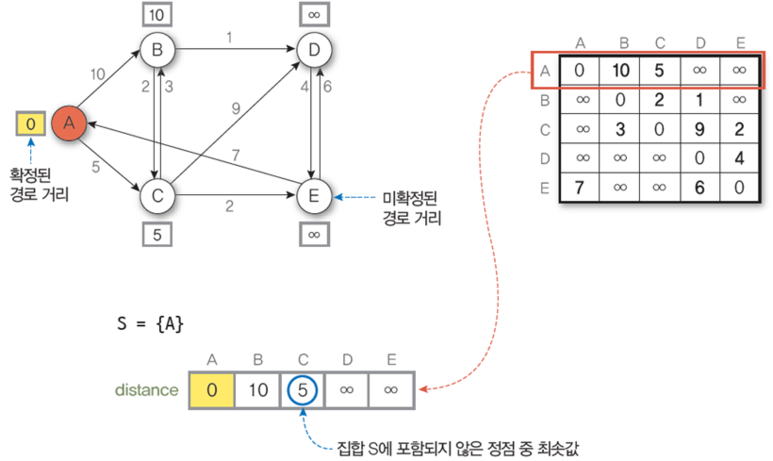 10 ∞
B 1 D
10 2 3 9 4 6
0 A
확정된
경로 거리
5 7
C 2 E
미확정된
경로 거리
5 ∞
A B C D E
A 0 10 5 ∞ ∞
B ∞ 0 2 1 ∞
C ∞ 3 0 9 2
D ∞ ∞ ∞ 0 4
E 7 ∞ ∞ 6 0
S = {A}
A B C D E
distance 0 10 5 ∞ ∞
집합 S에 포함되지 않은 정점 중 최솟값